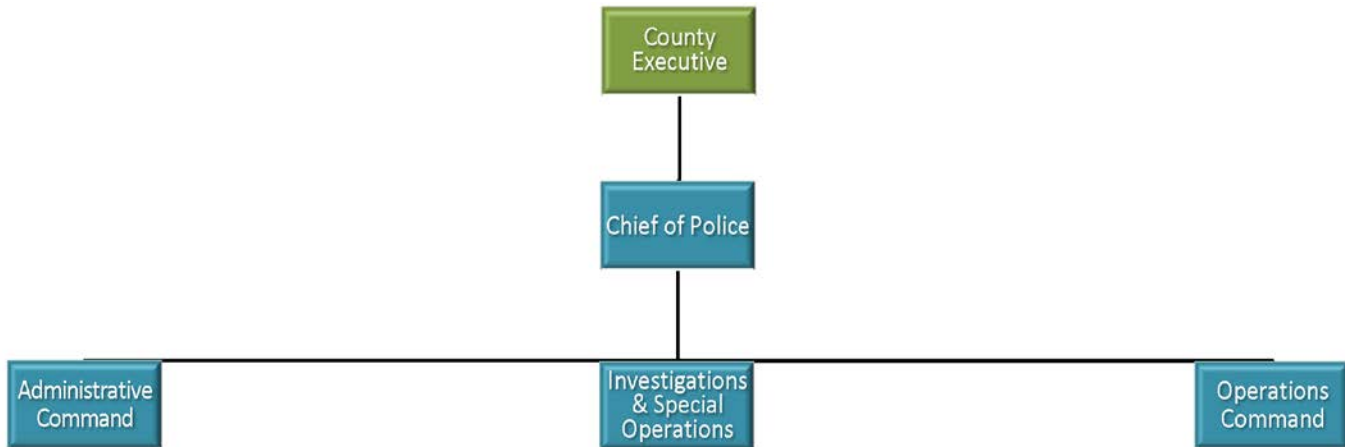 County
Executive
Chief of Police
Administrative
Command
Investigations
& Special
Operations
Operations
Command